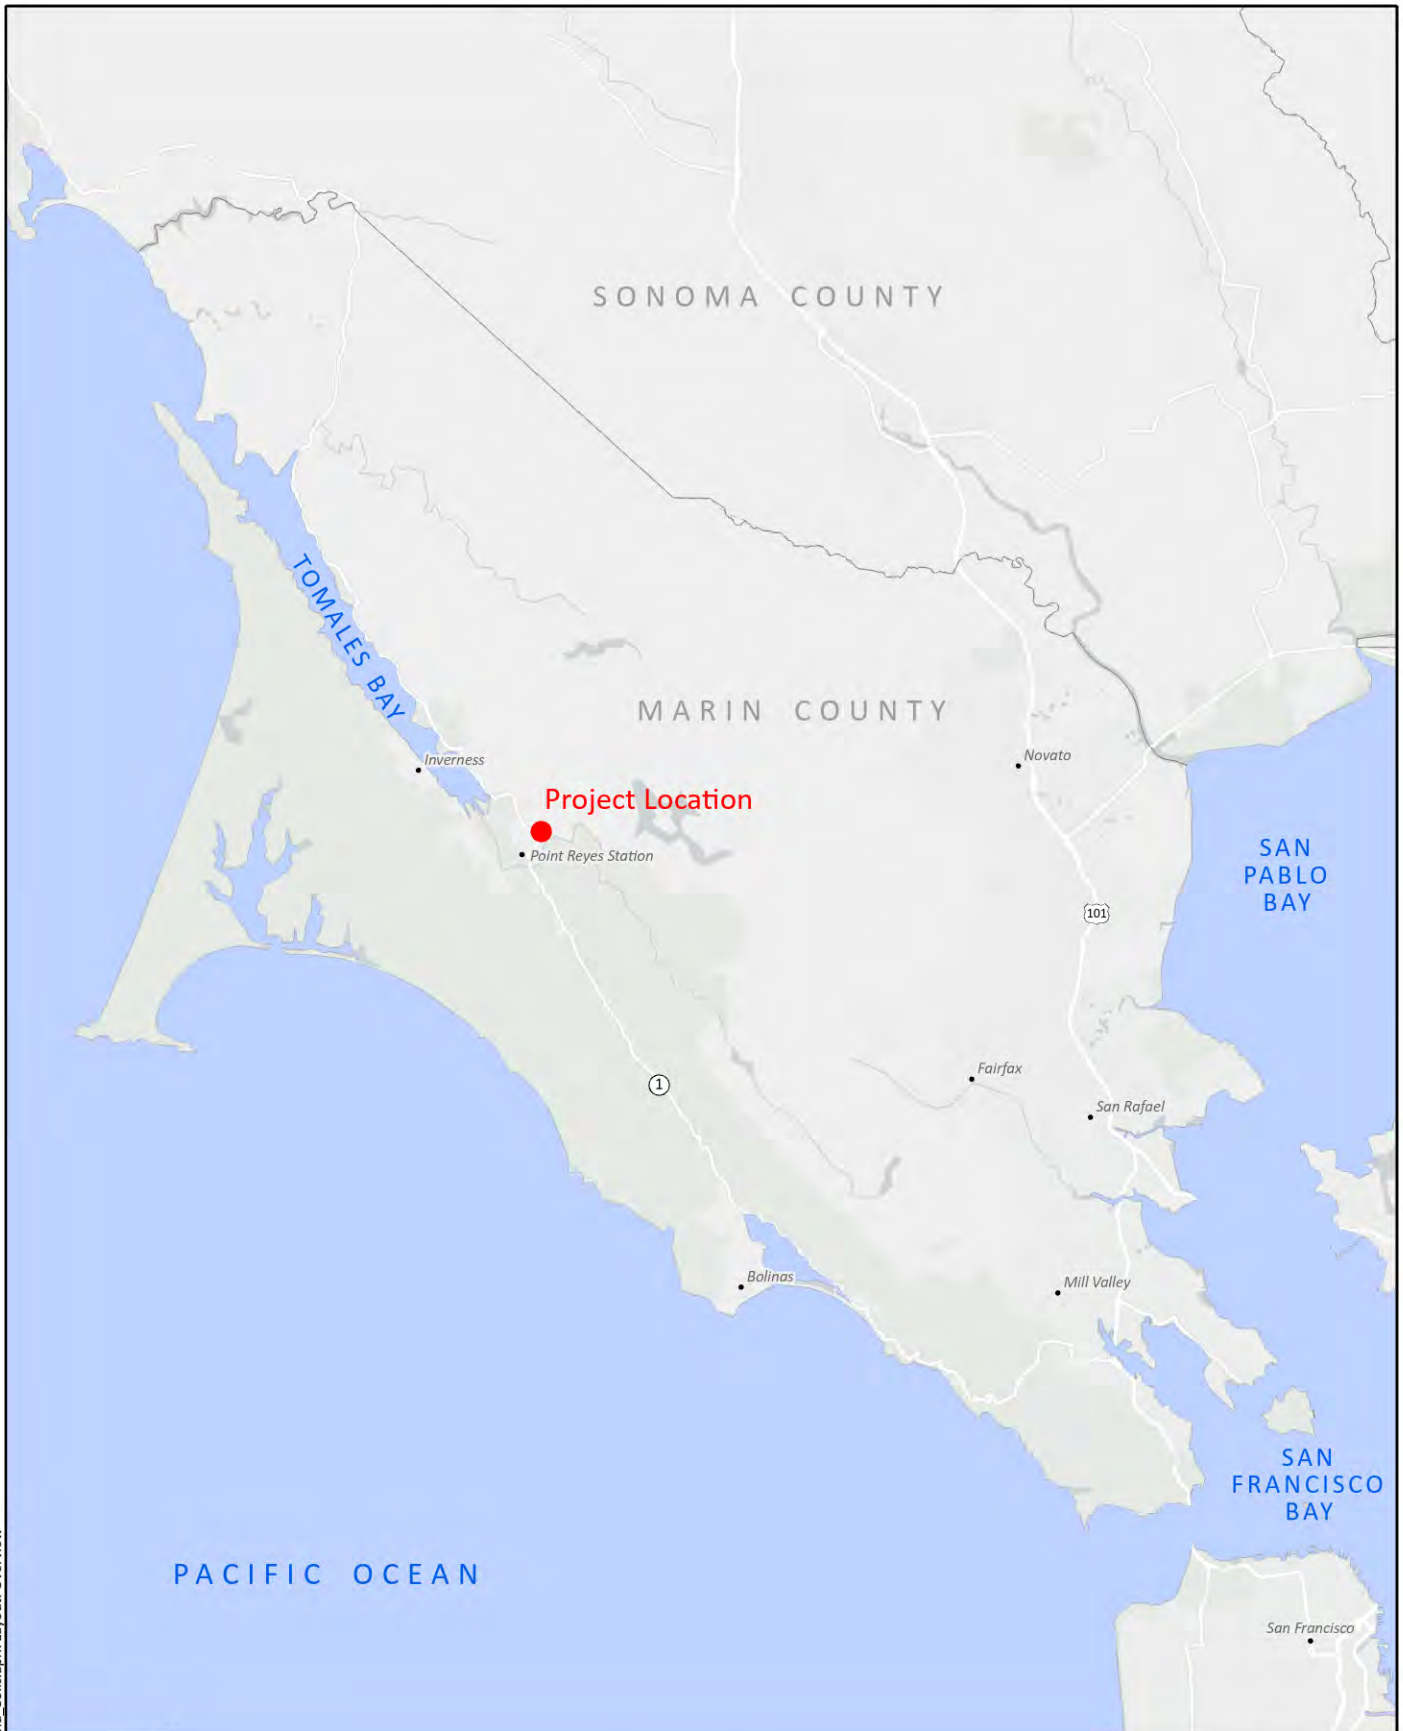 SONOMA COUNTY
TOMALES BAY
MARIN COUNTY
Inverness
Novato
Project Location
Point Reyes Station
SAN
PABLO
BAY
101
1
Fairfax
San Rafael
Bolinas
Mill Valley
SAN
FRANCISCO
BAY
PACIFIC OCEAN
San Francisco